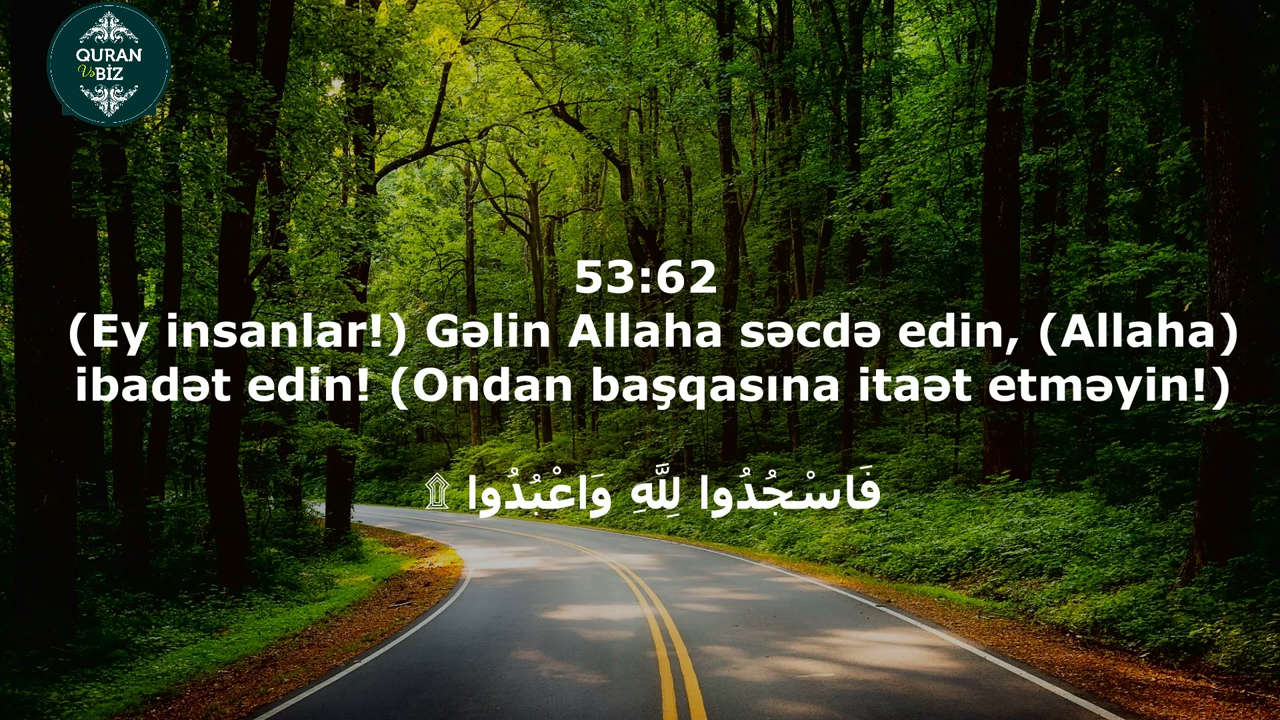 QURAN
Və BİZ
53:62
(Ey insanlar!) Gəlin Allaha səcdə edin, (Allaha)
ibadət edin! (Ondan başqasına itaət etməyin!)
فَاسْجُدُوا لِلَّهِ وَاعْبُدُوا ۩